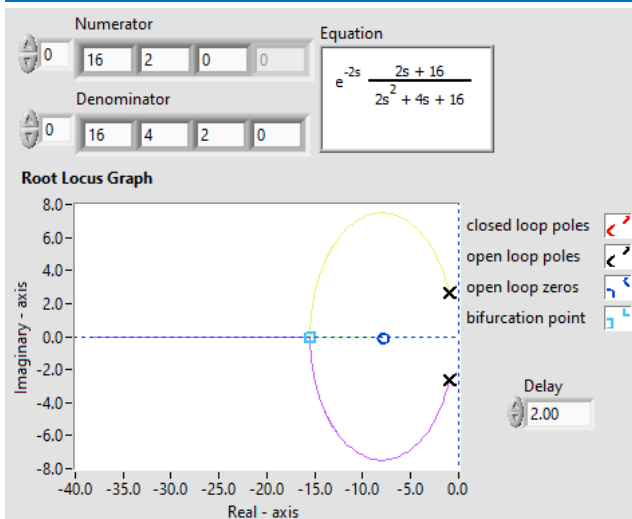 Numerator
0 16 2 0 0
Equation
e^-2s (2s + 16) / (2s^2 + 4s + 16)
Denominator
0 16 4 2 0
Root Locus Graph
8.0
6.0
4.0
2.0
0.0
-2.0
-4.0
-6.0
-8.0
Imaginary - axis
-40.0 -35.0 -30.0 -25.0 -20.0 -15.0 -10.0 -5.0 0.0
Real - axis
closed loop poles
open loop poles
open loop zeros
bifurcation point
Delay
2.00